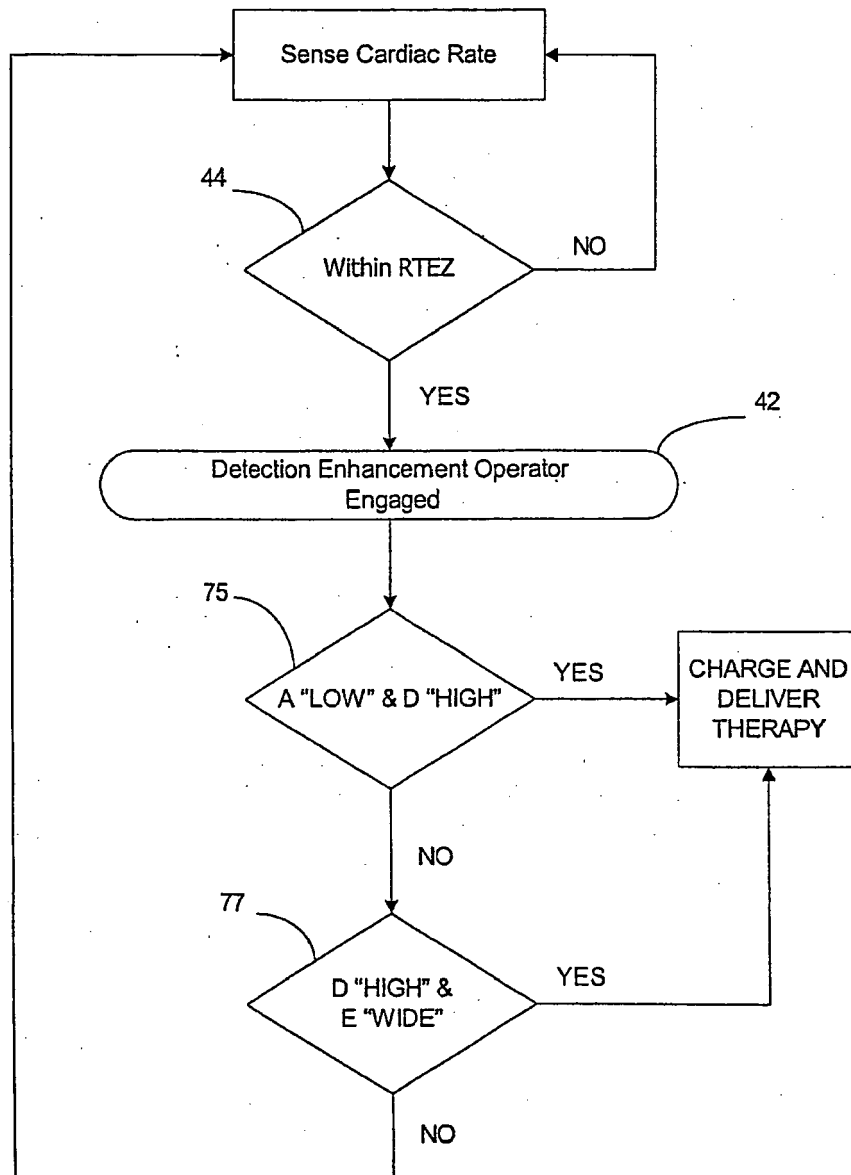 Sense Cardiac Rate
44
Within RTEZ
NO
YES
42
Detection Enhancement Operator
Engaged
75
A “LOW” & D “HIGH”
YES
CHARGE AND
DELIVER
THERAPY
NO
77
D “HIGH” &
E “WIDE”
YES
NO